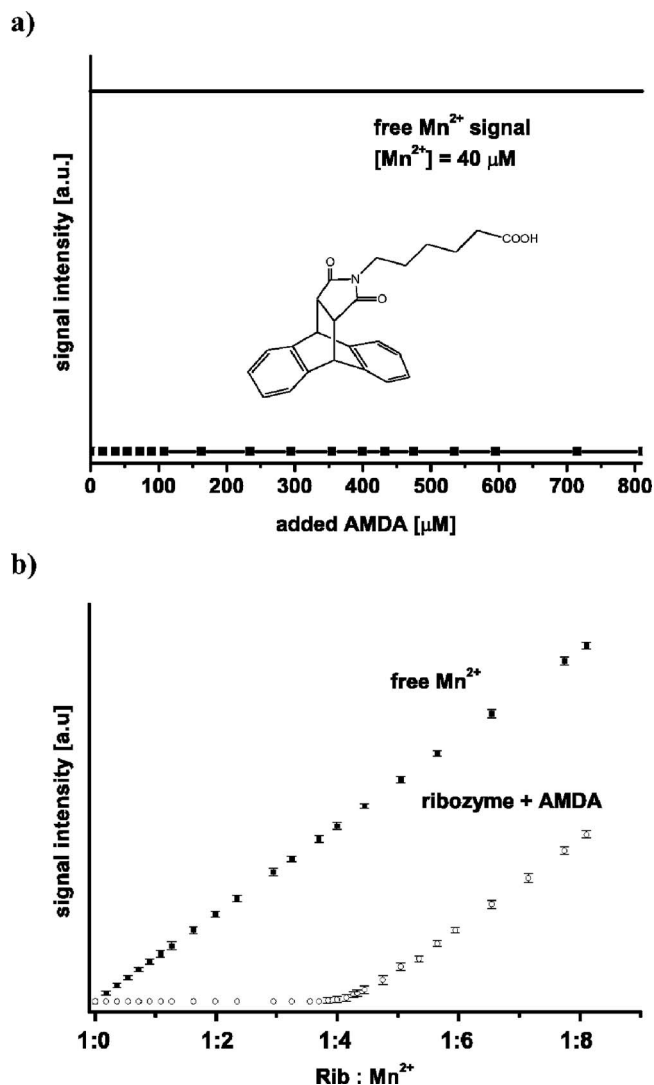 a)
signal intensity [a.u.]
free Mn²⁺ signal
[Mn²⁺] = 40 μM
O
N
O
COOH
0 100 200 300 400 500 600 700 800
added AMDA [μM]
b)
signal intensity [a.u]
free Mn²⁺
ribozyme + AMDA
1:0 1:2 1:4 1:6 1:8
Rib : Mn²⁺